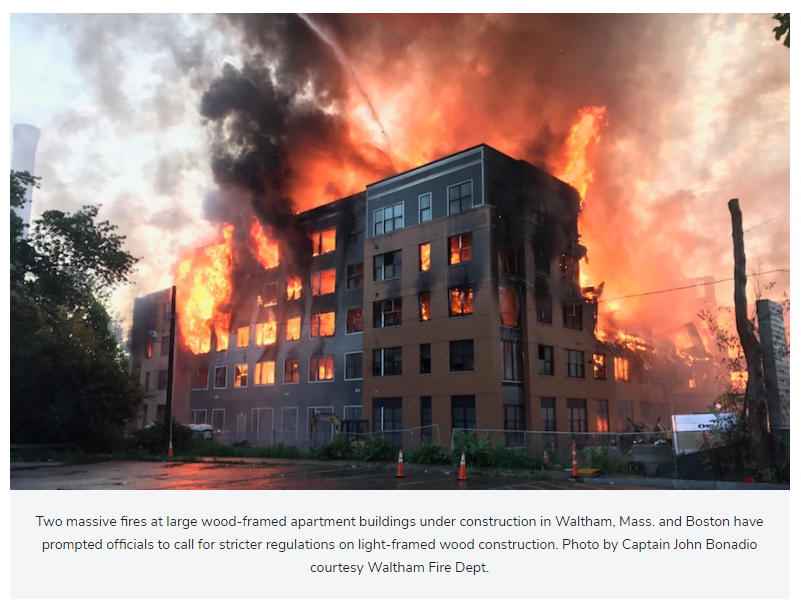 Two massive fires at large wood-framed apartment buildings under construction in Waltham, Mass. and Boston have
prompted officials to call for stricter regulations on light-framed wood construction. Photo by Captain John Bonadio
courtesy Waltham Fire Dept.